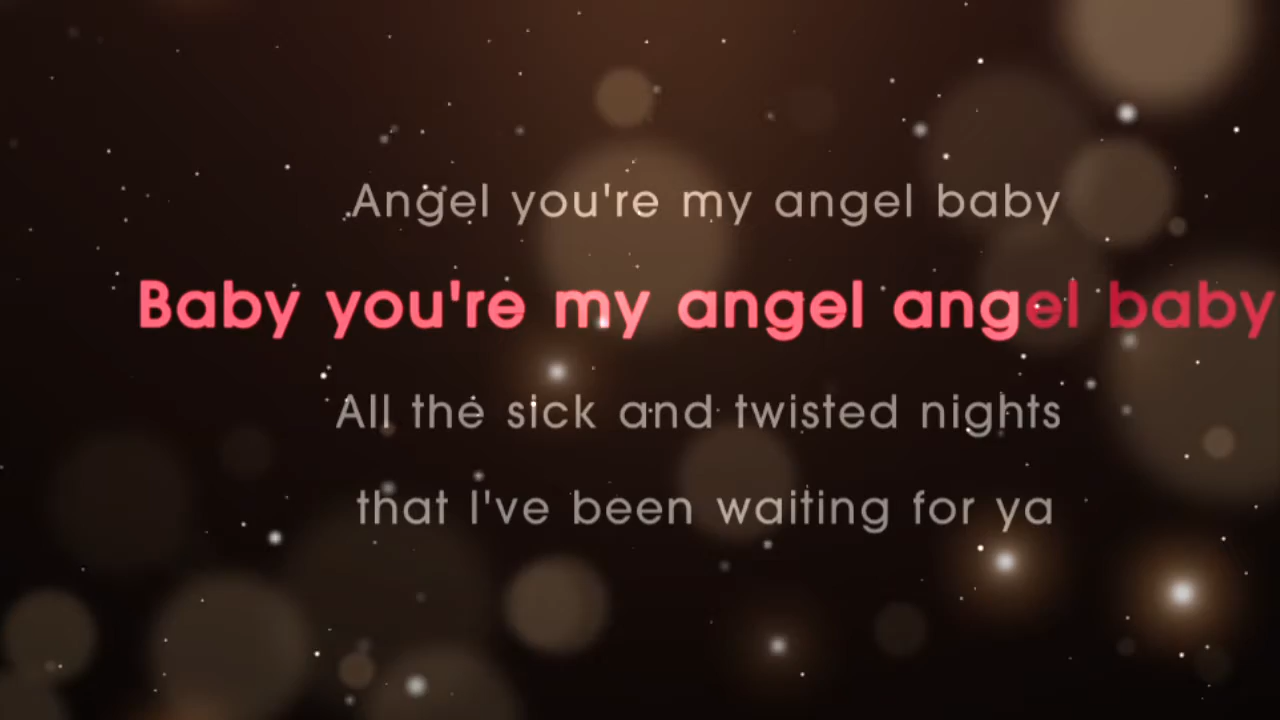 Angel you're my angel baby
Baby you're my angel angel baby
All the sick and twisted nights
that I've been waiting for ya